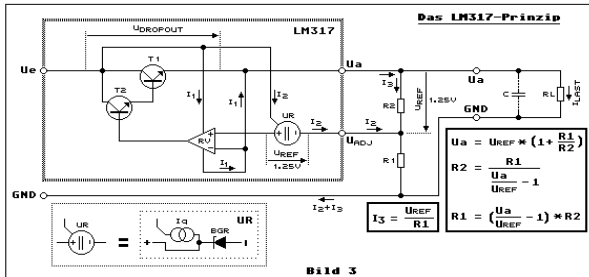 Das LM317-Prinzip
UDROPOUT
LM317
T1
T2
Ue
Ua
I1
I1
I2
I3
R2
UREF
1.25V
Ua
C
RL
ILAST
GND
RV
+
-
UR
I2
I2
UADJ
I1
UREF
1.25V
R1
GND
I2+I3
I3 = UREF / R1
Ua = UREF * (1 + R1 / R2)
R2 = R1 / (Ua / UREF - 1)
R1 = (Ua / UREF - 1) * R2
UR
+ -
=
Iq
UR
BGR
+ -
Bild 3